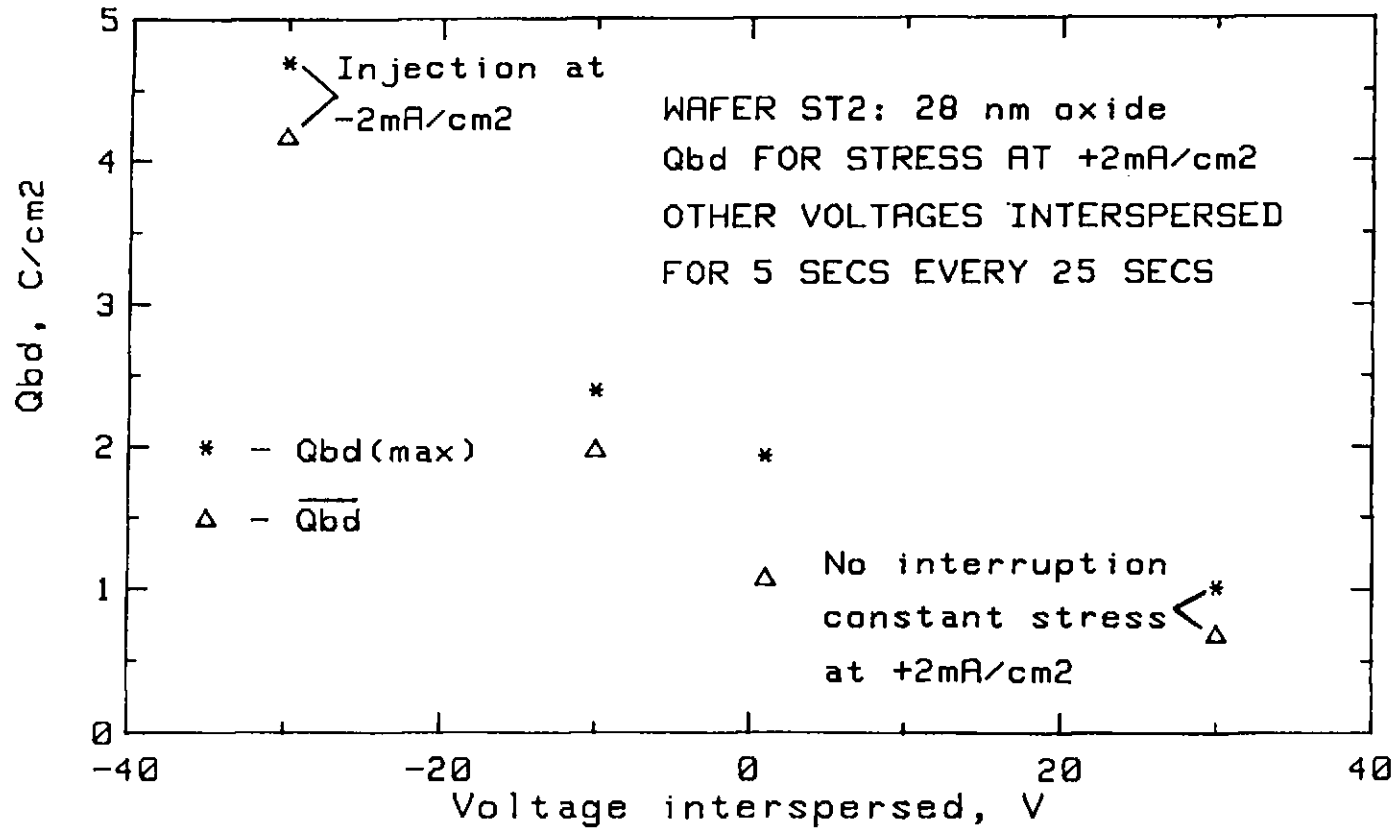 5
4
3
2
1
0
Qbd, C/cm2
* Injection at
-2mA/cm2
WAFER ST2: 28 nm oxide
Qbd FOR STRESS AT +2mA/cm2
OTHER VOLTAGES INTERSPERSED
FOR 5 SECS EVERY 25 SECS
* - Qbd(max)
△ - Qbd
No interruption
constant stress
at +2mA/cm2
-40 -20 0 20 40
Voltage interspersed, V